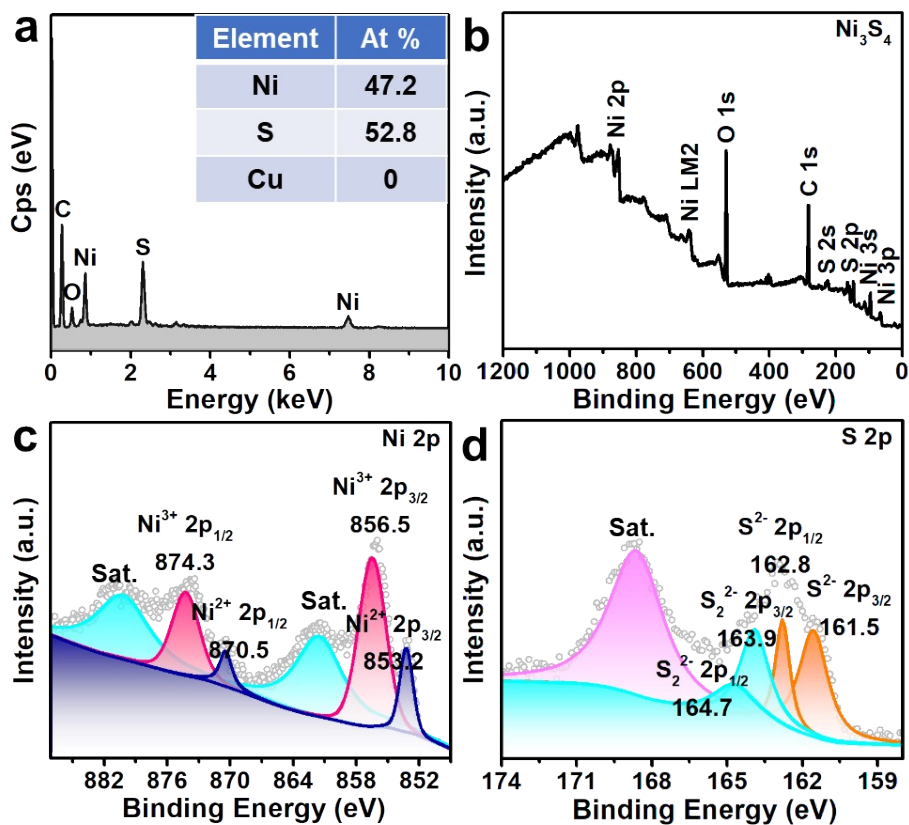 a
Element At %
Ni 47.2
S 52.8
Cu 0
C
O
Ni
S
Ni
Cps (eV)
0 2 4 6 8 10
Energy (keV)
b
Ni₃S₄
Ni 2p
Ni LM2
O 1s
C 1s
S 2s
S 2p
Ni 3s
Ni 3p
Intensity (a.u.)
1200 1000 800 600 400 200 0
Binding Energy (eV)
c
Ni 2p
Ni³⁺ 2p₃/₂
856.5
Ni³⁺ 2p₁/₂
874.3
Sat.
Ni²⁺ 2p₁/₂
870.5
Sat.
Ni²⁺ 2p₃/₂
853.2
Intensity (a.u.)
882 876 870 864 858 852
Binding Energy (eV)
d
S 2p
Sat.
S²⁻ 2p₁/₂
162.8
S²⁻ 2p₃/₂
161.5
S₂²⁻ 2p₃/₂
163.9
S₂²⁻ 2p₁/₂
164.7
Intensity (a.u.)
174 171 168 165 162 159
Binding Energy (eV)